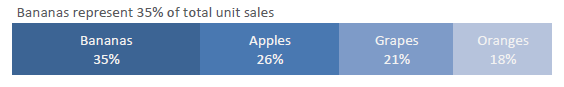 Bananas represent 35% of total unit sales
Bananas Apples Grapes Oranges
35% 26% 21% 18%